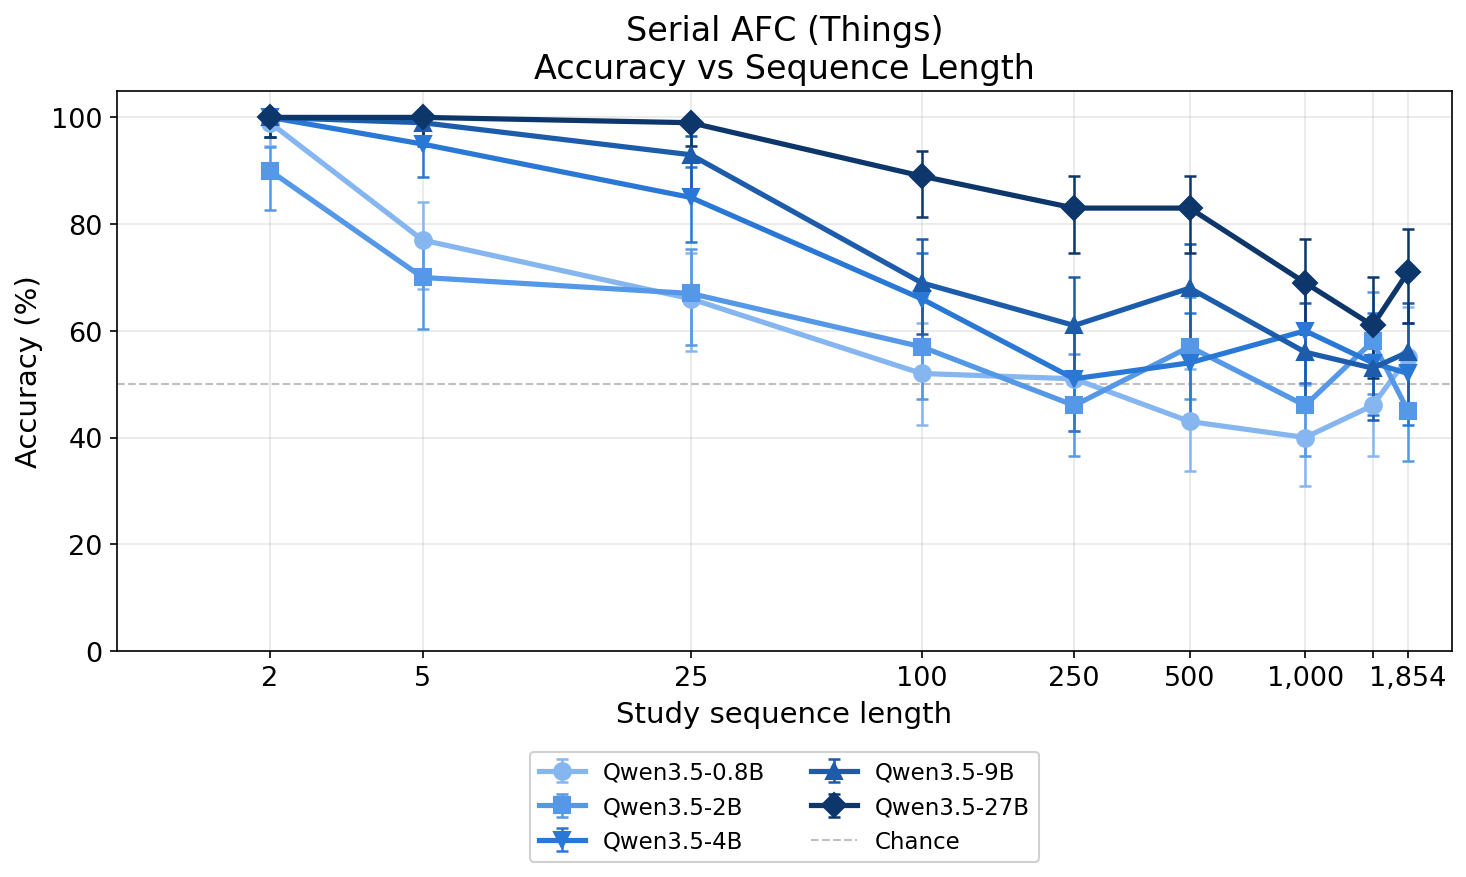 Serial AFC (Things)
Accuracy vs Sequence Length
Accuracy (%)
100
80
60
40
20
0
2
5
25
100
250
500
1,000
1,854
Study sequence length
Qwen3.5-0.8B
Qwen3.5-2B
Qwen3.5-4B
Qwen3.5-9B
Qwen3.5-27B
Chance